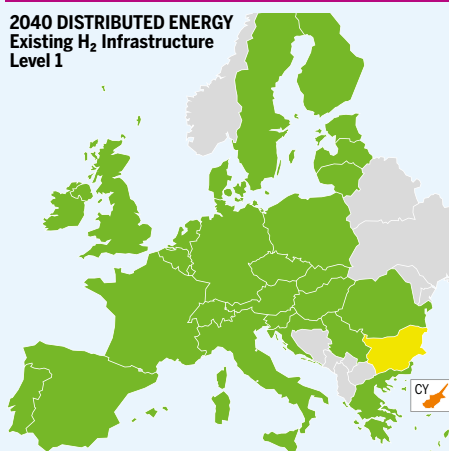 2040 DISTRIBUTED ENERGY
Existing H₂ Infrastructure
Level 1
CY